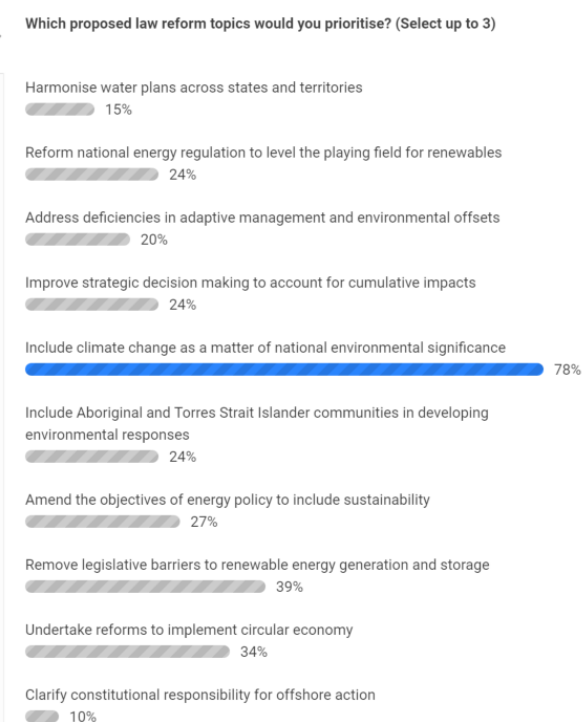 Which proposed law reform topics would you prioritise? (Select up to 3)
Harmonise water plans across states and territories
15%
Reform national energy regulation to level the playing field for renewables
24%
Address deficiencies in adaptive management and environmental offsets
20%
Improve strategic decision making to account for cumulative impacts
24%
Include climate change as a matter of national environmental significance
78%
Include Aboriginal and Torres Strait Islander communities in developing
environmental responses
24%
Amend the objectives of energy policy to include sustainability
27%
Remove legislative barriers to renewable energy generation and storage
39%
Undertake reforms to implement circular economy
34%
Clarify constitutional responsibility for offshore action
10%